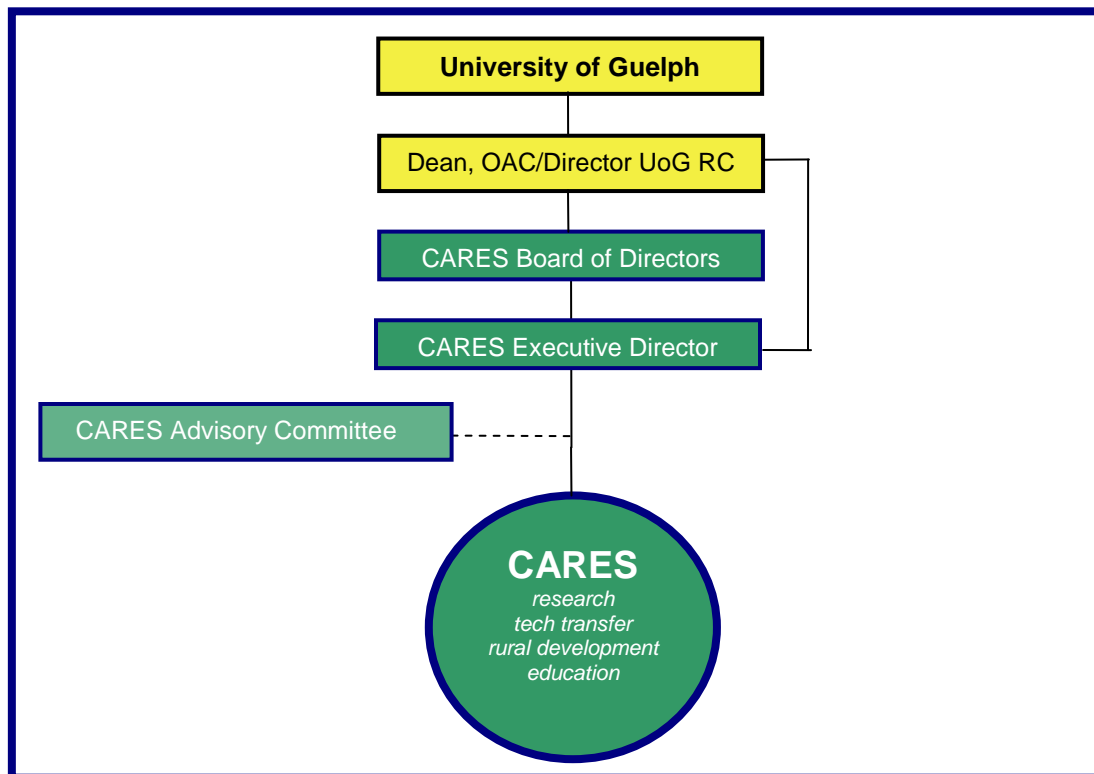 University of Guelph
Dean, OAC/Director UoG RC
CARES Board of Directors
CARES Executive Director
CARES Advisory Committee
CARES
research
tech transfer
rural development
education